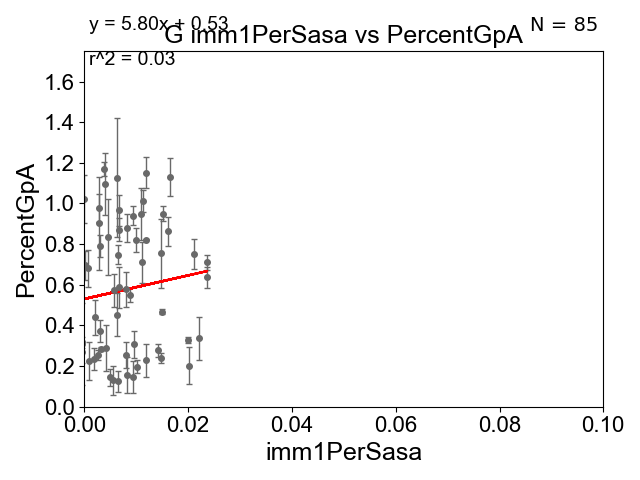 y = 5.80x + 0.53
N = 85
G imm1PerSasa vs PercentGpA
r^2 = 0.03
1.6
1.4
1.2
1.0
0.8
0.6
0.4
0.2
0.0
PercentGpA
0.00 0.02 0.04 0.06 0.08 0.10
imm1PerSasa